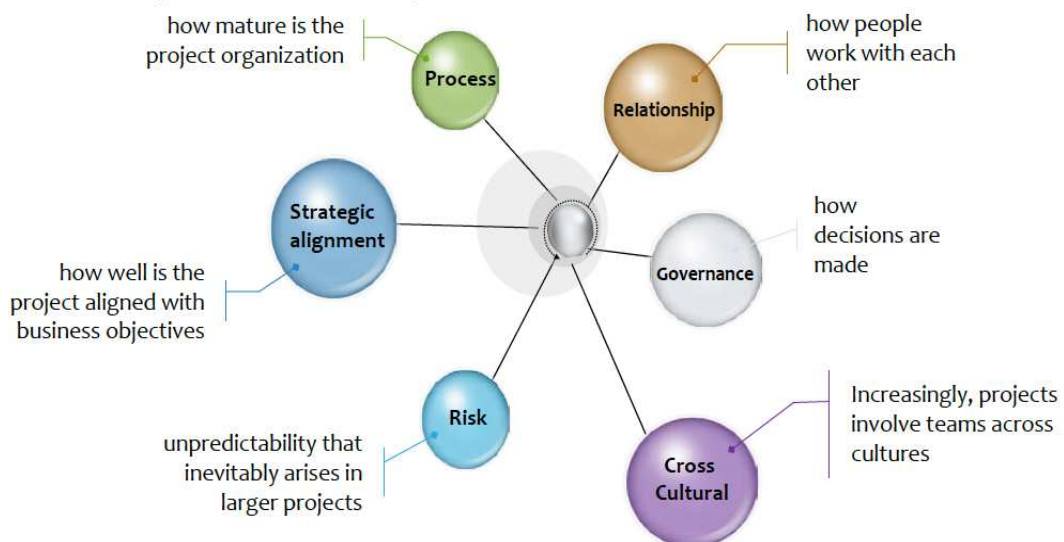 how mature is the
project organization
Process
how people
work with each
other
Relationship
Strategic
alignment
how well is the
project aligned with
business objectives
how
decisions are
made
Governance
Risk
unpredictability that
inevitably arises in
larger projects
Cross
Cultural
Increasingly, projects
involve teams across
cultures